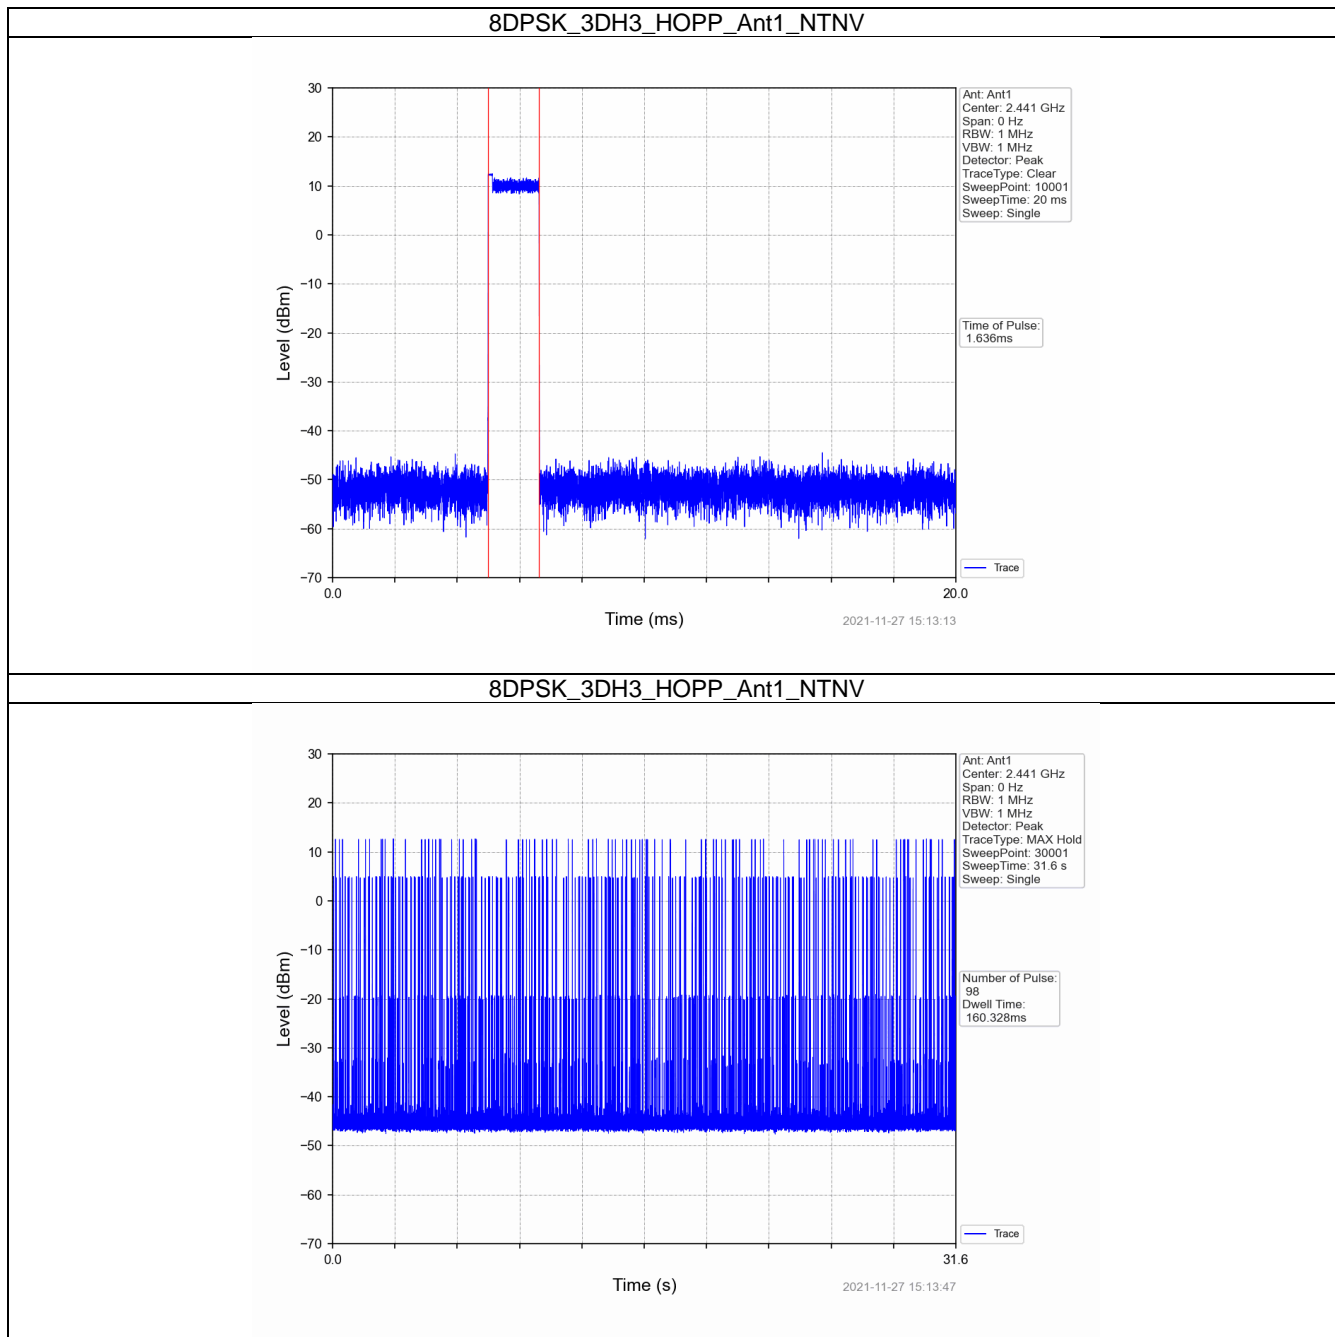 8DPSK_3DH3_HOPP_Ant1_NTNV
30
20
10
0
−10
−20
−30
−40
−50
−60
−70
Level (dBm)
0.0
20.0
Time (ms)
2021-11-27 15:13:13
Ant: Ant1
Center: 2.441 GHz
Span: 0 Hz
RBW: 1 MHz
VBW: 1 MHz
Detector: Peak
TraceType: Clear
SweepPoint: 10001
SweepTime: 20 ms
Sweep: Single
Time of Pulse:
1.636ms
Trace
8DPSK_3DH3_HOPP_Ant1_NTNV
30
20
10
0
−10
−20
−30
−40
−50
−60
−70
Level (dBm)
0.0
31.6
Time (s)
2021-11-27 15:13:47
Ant: Ant1
Center: 2.441 GHz
Span: 0 Hz
RBW: 1 MHz
VBW: 1 MHz
Detector: Peak
TraceType: MAX Hold
SweepPoint: 30001
SweepTime: 31.6 s
Sweep: Single
Number of Pulse:
98
Dwell Time:
160.328ms
Trace